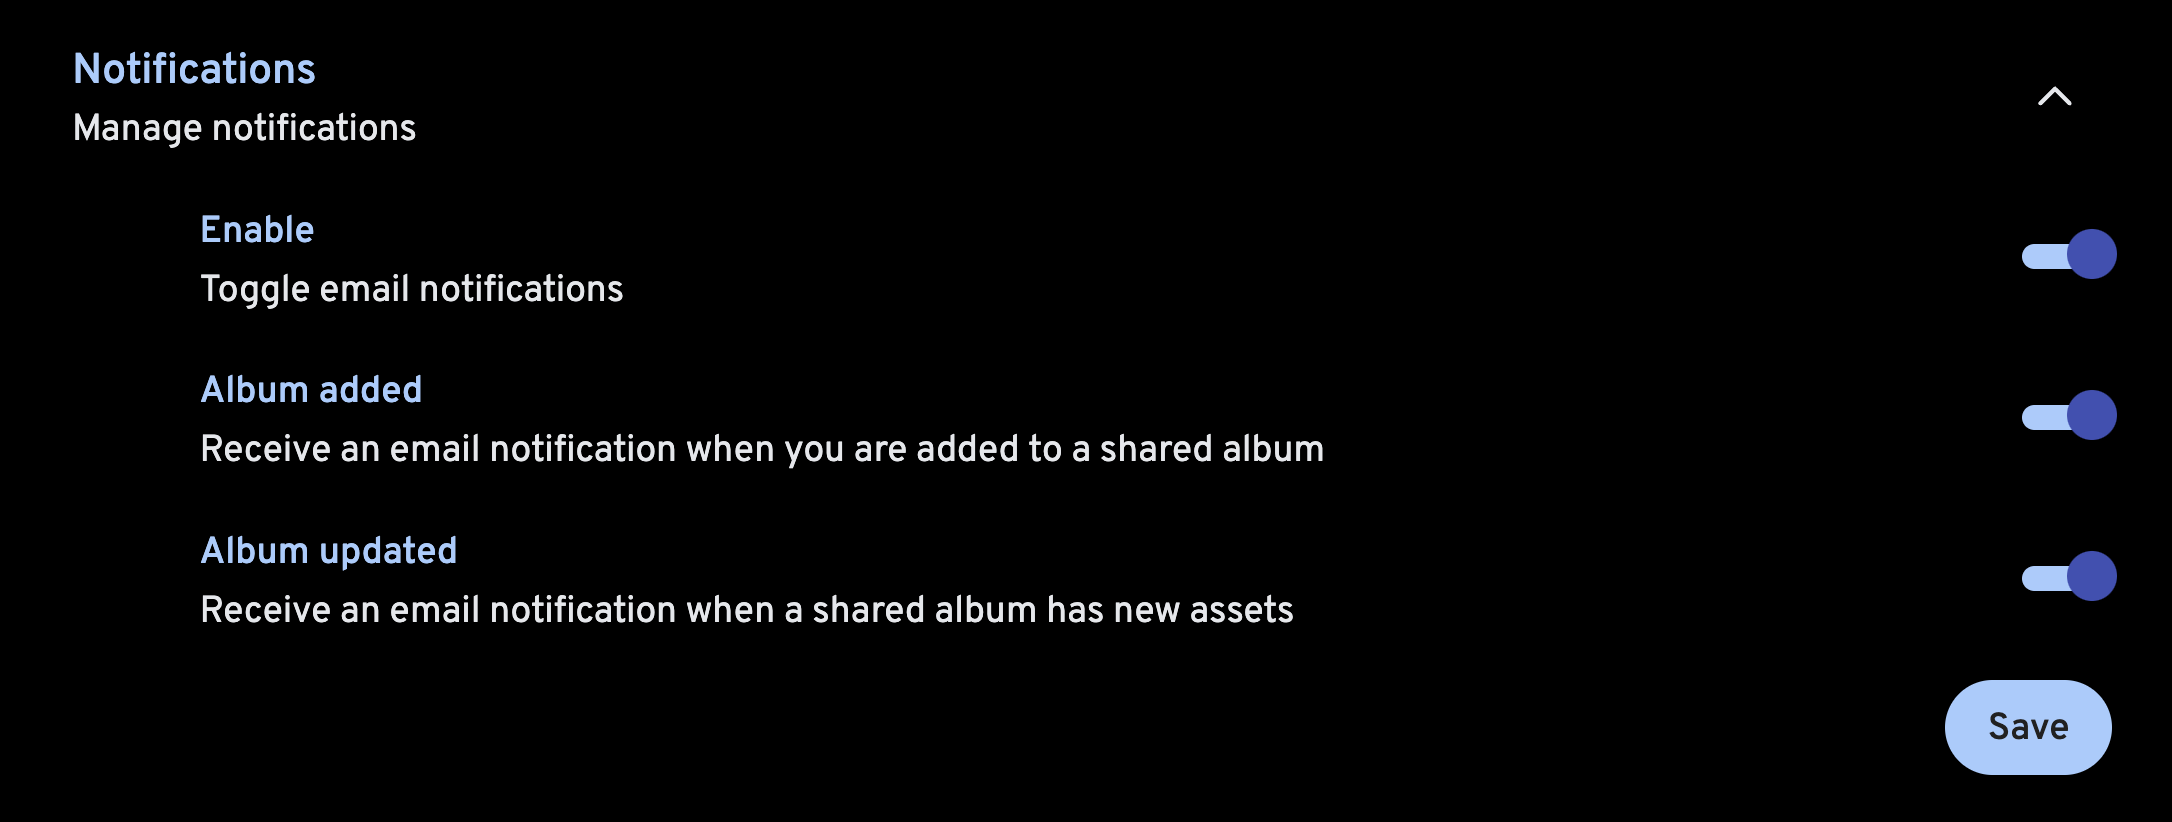 Notifications
Manage notifications
Enable
Toggle email notifications
Album added
Receive an email notification when you are added to a shared album
Album updated
Receive an email notification when a shared album has new assets
Save